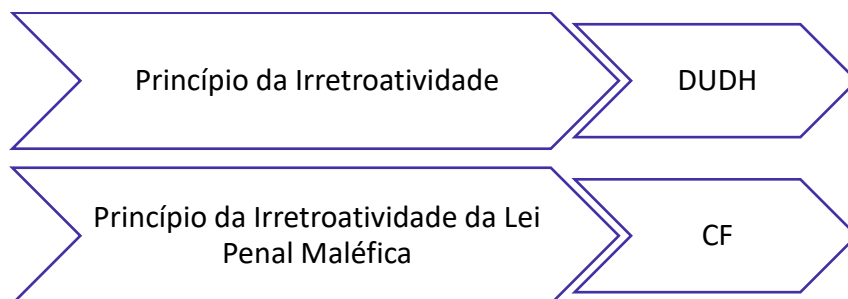 Princípio da Irretroatividade
DUDH
Princípio da Irretroatividade da Lei
Penal Maléfica
CF